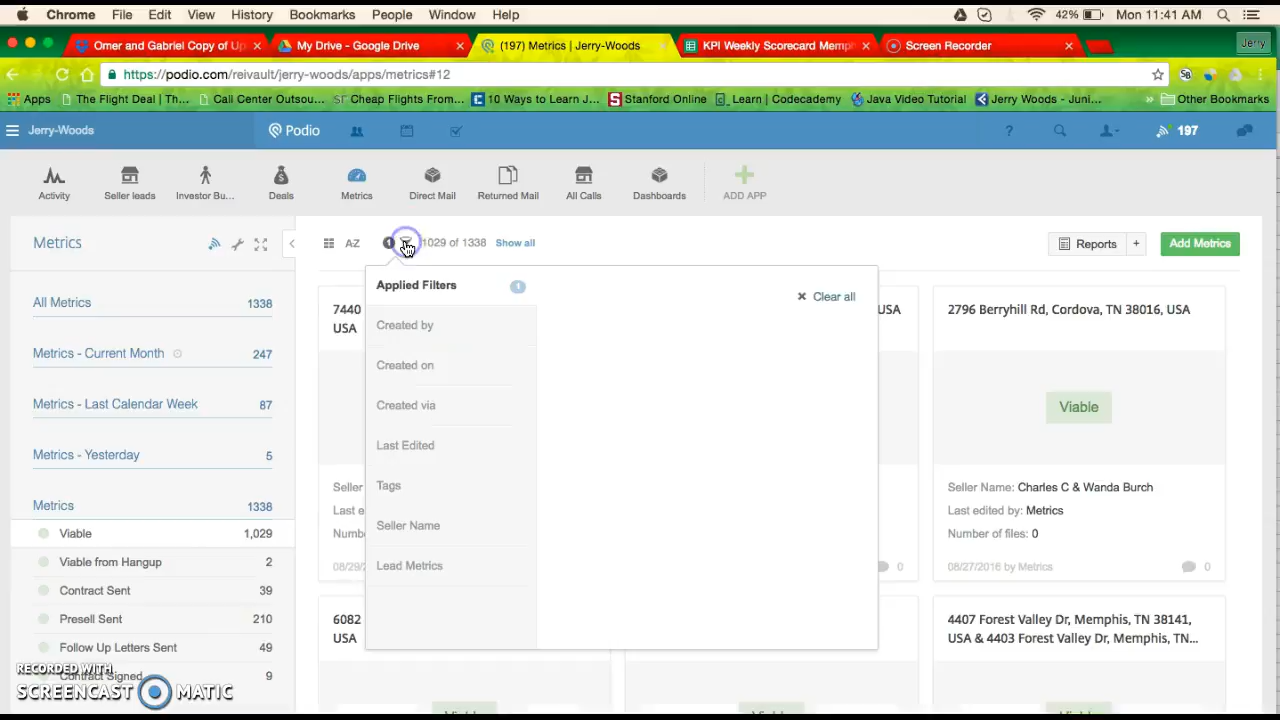 Chrome File Edit View History Bookmarks People Window Help 42% Mon 11:41 AM
Omer and Gabriel Copy of Up
My Drive - Google Drive
(197) Metrics | Jerry-Woods
KPI Weekly Scorecard Memph
Screen Recorder
Jerry
https://podio.com/reivault/jerry-woods/apps/metrics#12
Apps The Flight Deal | Th... Call Center Outsou... SF Cheap Flights From... 10 Ways to Learn J... Stanford Online Learn | Codecademy Java Video Tutorial Jerry Woods - Juni... » Other Bookmarks
Jerry-Woods Podio ? 197
Activity Seller leads Investor Bu... Deals Metrics Direct Mail Returned Mail All Calls Dashboards ADD APP
Metrics
A-Z 1 1029 of 1338 Show all Reports + Add Metrics
All Metrics 1338
Metrics - Current Month 247
Metrics - Last Calendar Week 87
Metrics - Yesterday 5
Metrics 1338
Viable 1,029
Viable from Hangup 2
Contract Sent 39
Presell Sent 210
Follow Up Letters Sent 49
Contract Signed 9
RECORDED WITH
SCREENCAST MATIC
Applied Filters 1
Clear all
Created by
Created on
Created via
Last Edited
Tags
Seller Name
Lead Metrics
7440
USA
Seller
Last e
Numb
08/29/
USA
0
2796 Berryhill Rd, Cordova, TN 38016, USA
Viable
Seller Name: Charles C & Wanda Burch
Last edited by: Metrics
Number of files: 0
08/27/2016 by Metrics 0
6082
USA
4407 Forest Valley Dr, Memphis, TN 38141,
USA & 4403 Forest Valley Dr, Memphis, TN...